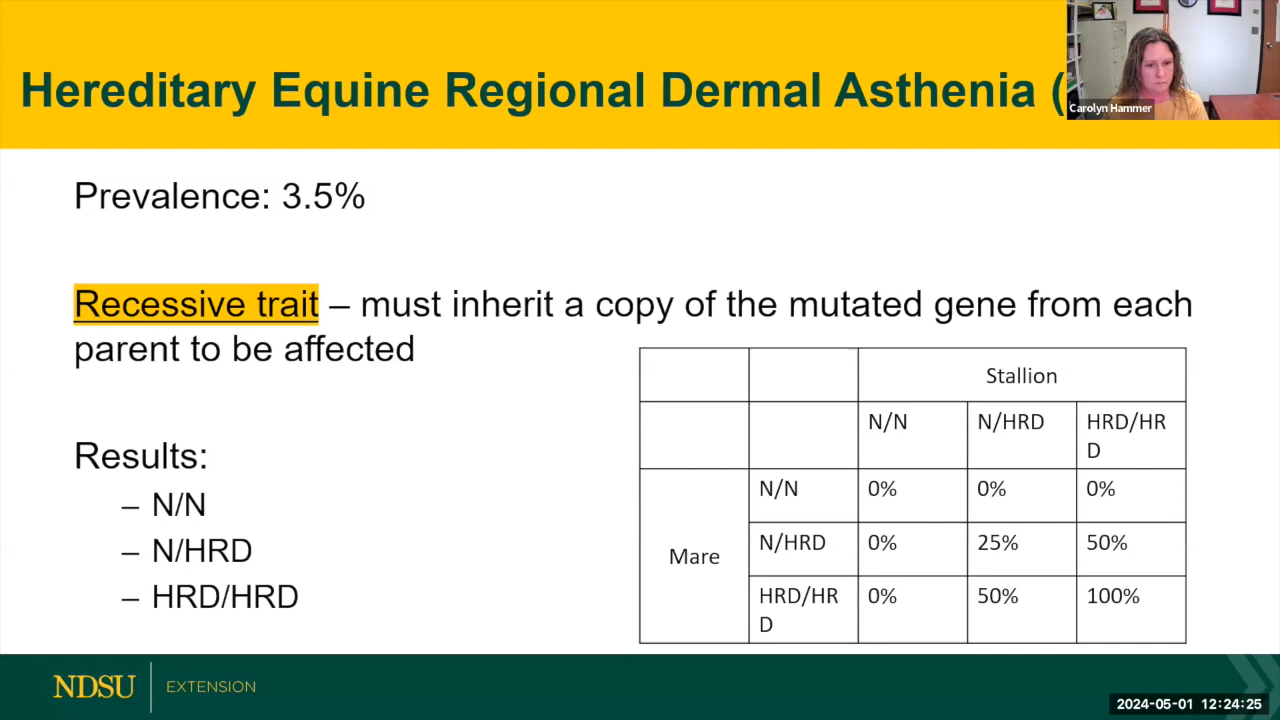 Hereditary Equine Regional Dermal Asthenia (
Carolyn Hammer
Prevalence: 3.5%
Recessive trait – must inherit a copy of the mutated gene from each
parent to be affected
Stallion
N/N N/HRD HRD/HR
D
N/N 0% 0% 0%
Mare N/HRD 0% 25% 50%
HRD/HR 0% 50% 100%
D
Results:
– N/N
– N/HRD
– HRD/HRD
NDSU EXTENSION
2024-05-01 12:24:25